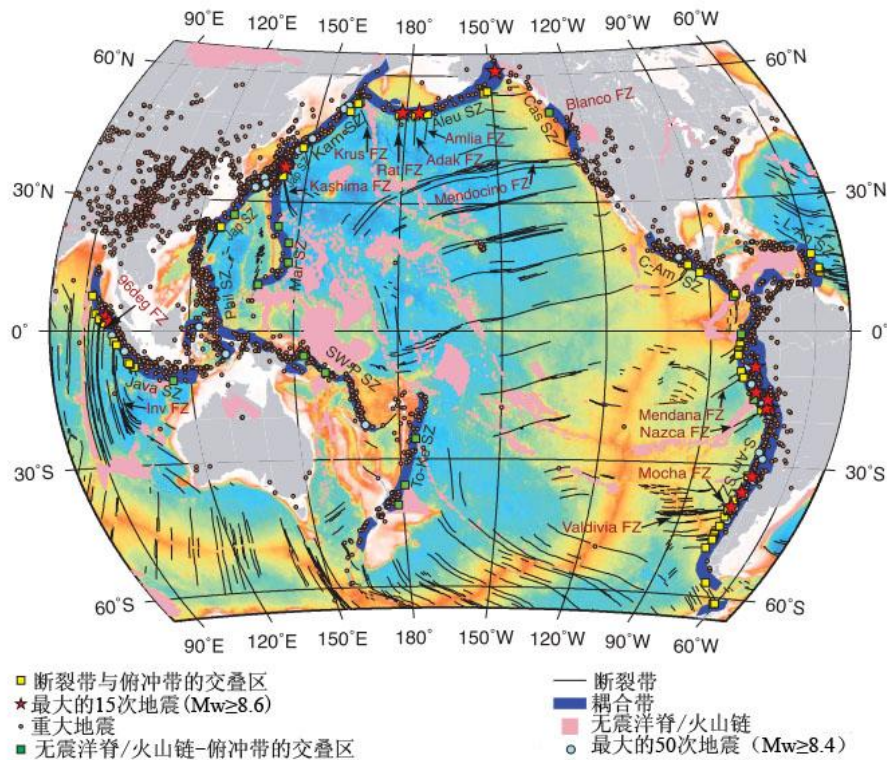 90°E 120°E 150°E 180° 150°W 120°W 90°W 60°W
60°N 60°N
Blanco FZ
Cas SZ
Aleu SZ
Kam SZ
Amlia FZ
Krus FZ
Adak FZ
Rat FZ
30°N 30°N
Kashima FZ
Mendocino FZ
Jap SZ
Mar SZ
C-Am SZ
Phil SZ
96deg FZ
0° 0°
SW-P SZ
Java SZ
Inv FZ
Mendana FZ
Nazca FZ
To-Ke SZ
S-Am SZ
Mocha FZ
30°S 30°S
Valdivia FZ
60°S 60°S
90°E 120°E 150°E 180° 150°W 120°W 90°W 60°W
断裂带与俯冲带的交叠区
最大的15次地震(Mw≥8.6)
重大地震
无震洋脊/火山链-俯冲带的交叠区
断裂带
耦合带
无震洋脊/火山链
最大的50次地震（Mw≥8.4）